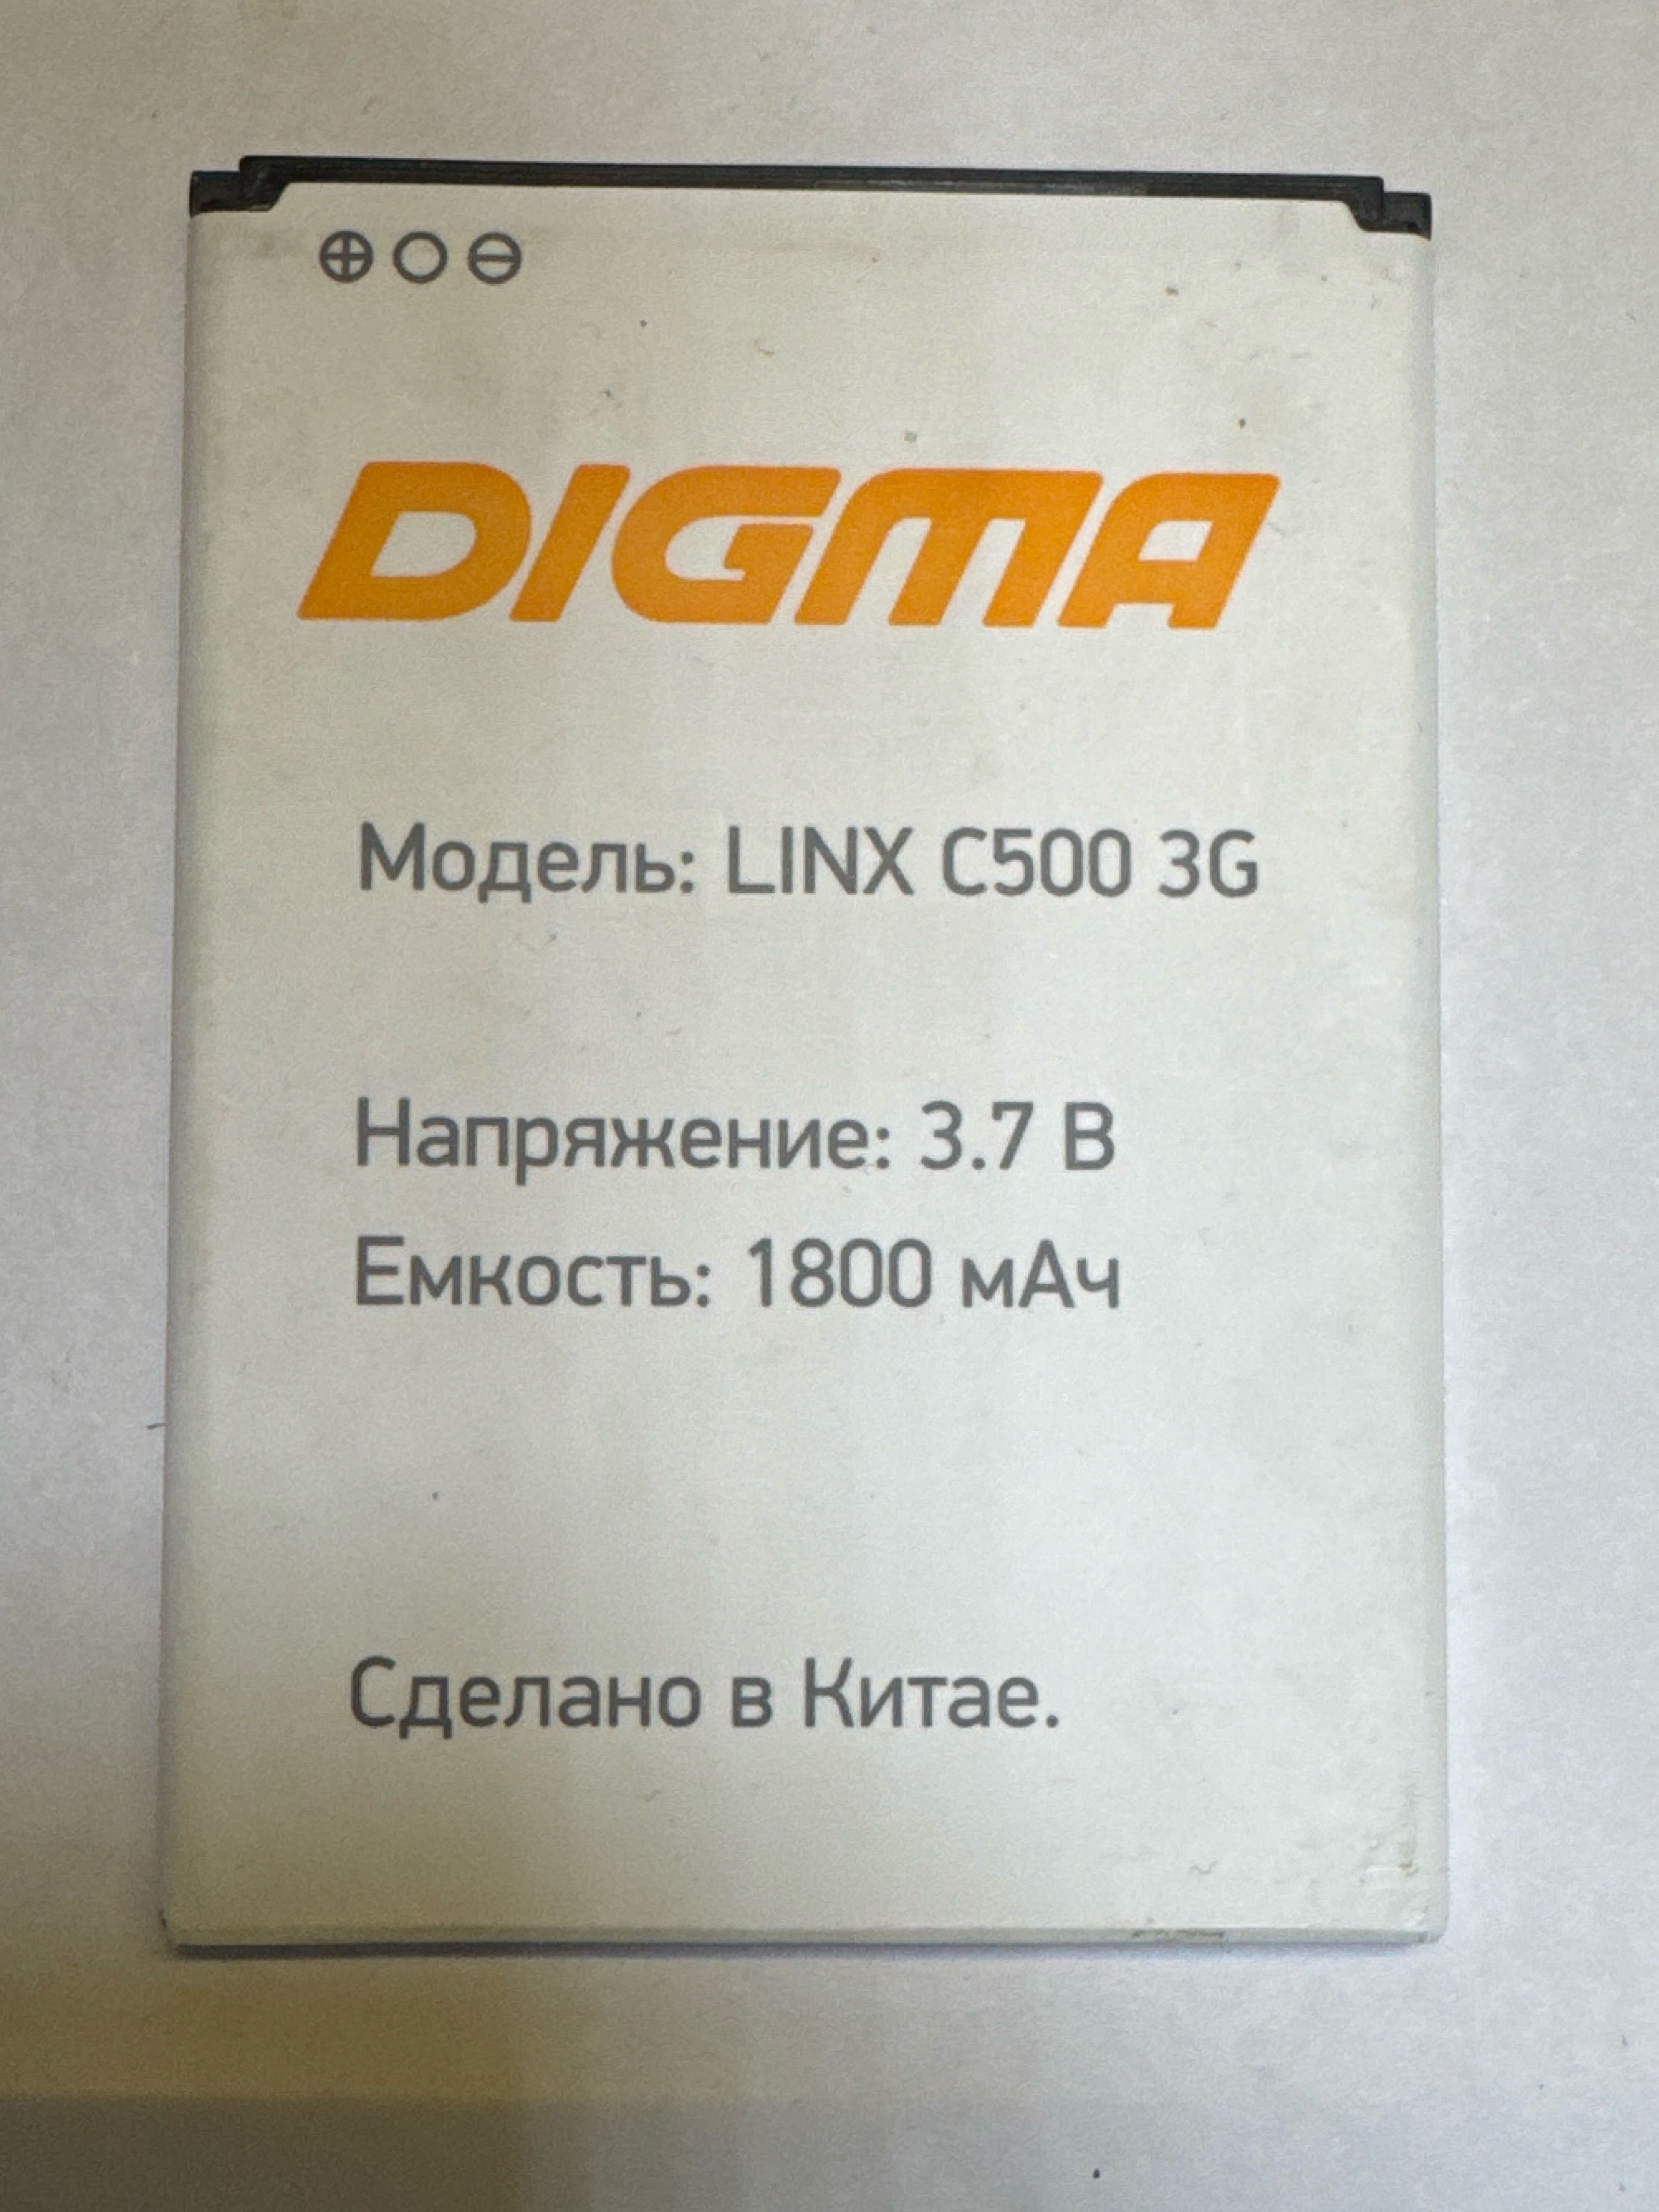 DIGMA
Модель: LINX C500 3G
Напряжение: 3.7 В
Емкость: 1800 мАч
Сделано в Китае.